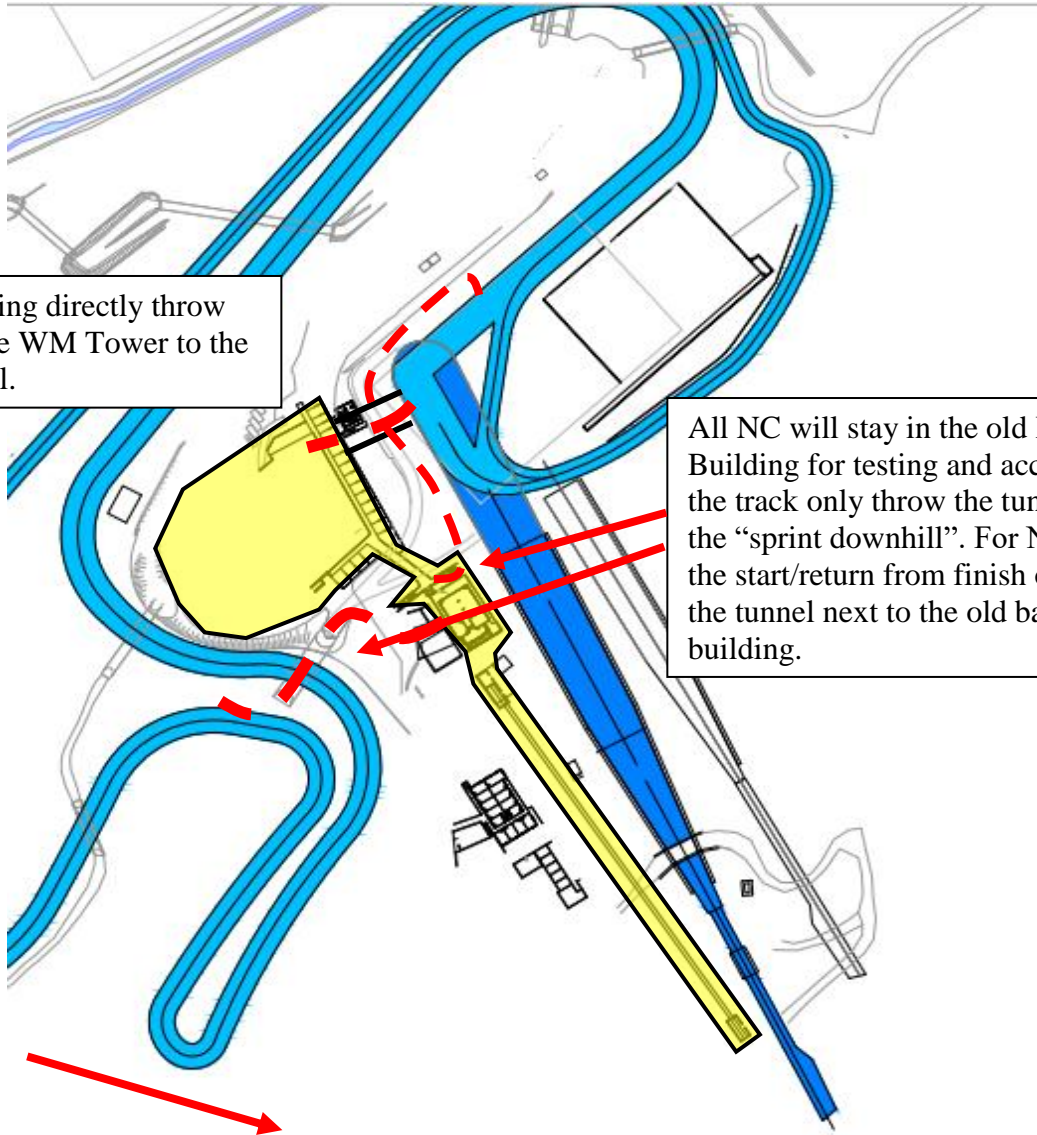 ing directly throw
e WM Tower to the
l.
All NC will stay in the old
Building for testing and acc
the track only throw the tun
the “sprint downhill”. For N
the start/return from finish
the tunnel next to the old ba
building.